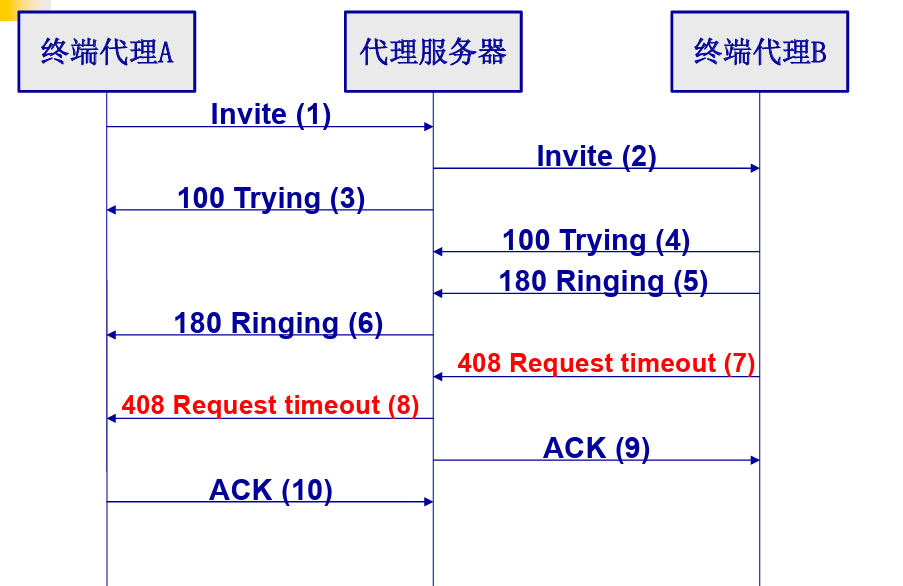 终端代理A
代理服务器
终端代理B
Invite (1)
Invite (2)
100 Trying (3)
100 Trying (4)
180 Ringing (5)
180 Ringing (6)
408 Request timeout (7)
408 Request timeout (8)
ACK (9)
ACK (10)